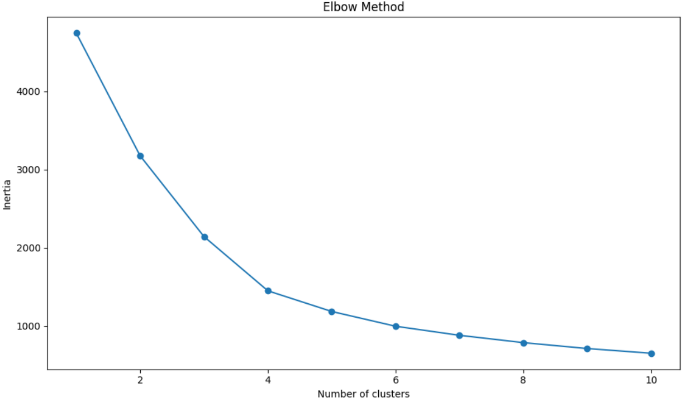 Elbow Method
4000
3000
2000
1000
Inertia
2 4 6 8 10
Number of clusters